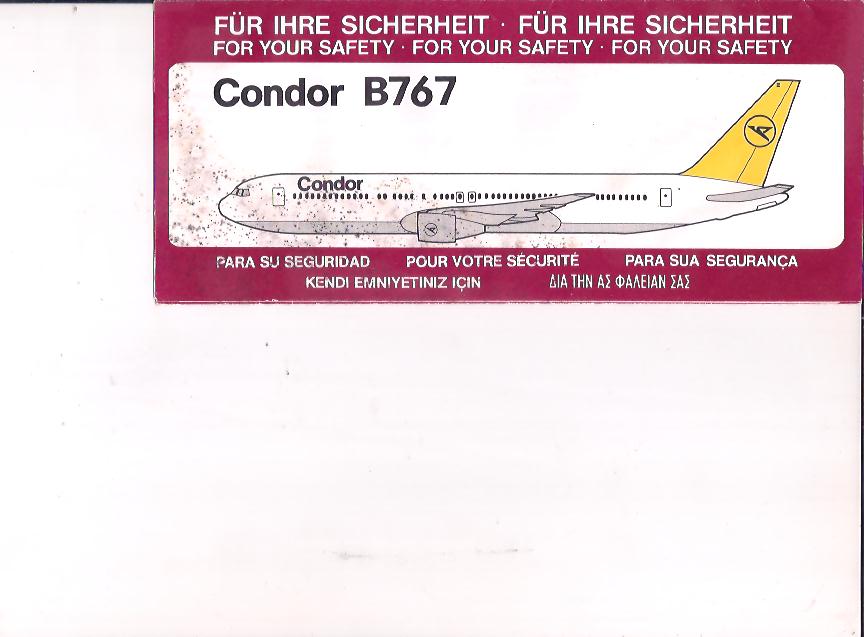 FÜR IHRE SICHERHEIT · FÜR IHRE SICHERHEIT
FOR YOUR SAFETY · FOR YOUR SAFETY · FOR YOUR SAFETY
Condor B767
Condor
PARA SU SEGURIDAD POUR VOTRE SÉCURITÉ PARA SUA SEGURANÇA
KENDI EMNIYETINIZ IÇIN ΔΙΑ ΤΗΝ ΑΣ ΦΑΛΕΙΑΝ ΣΑΣ